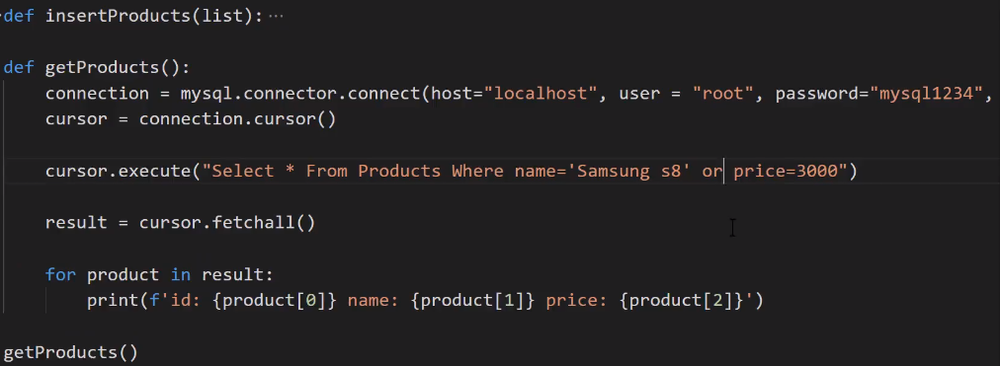 def insertProducts(list):···
def getProducts():
    connection = mysql.connector.connect(host="localhost", user = "root", password="mysql1234",
    cursor = connection.cursor()
    cursor.execute("Select * From Products Where name='Samsung s8' or price=3000")
    result = cursor.fetchall()
    for product in result:
        print(f'id: {product[0]} name: {product[1]} price: {product[2]}')
getProducts()